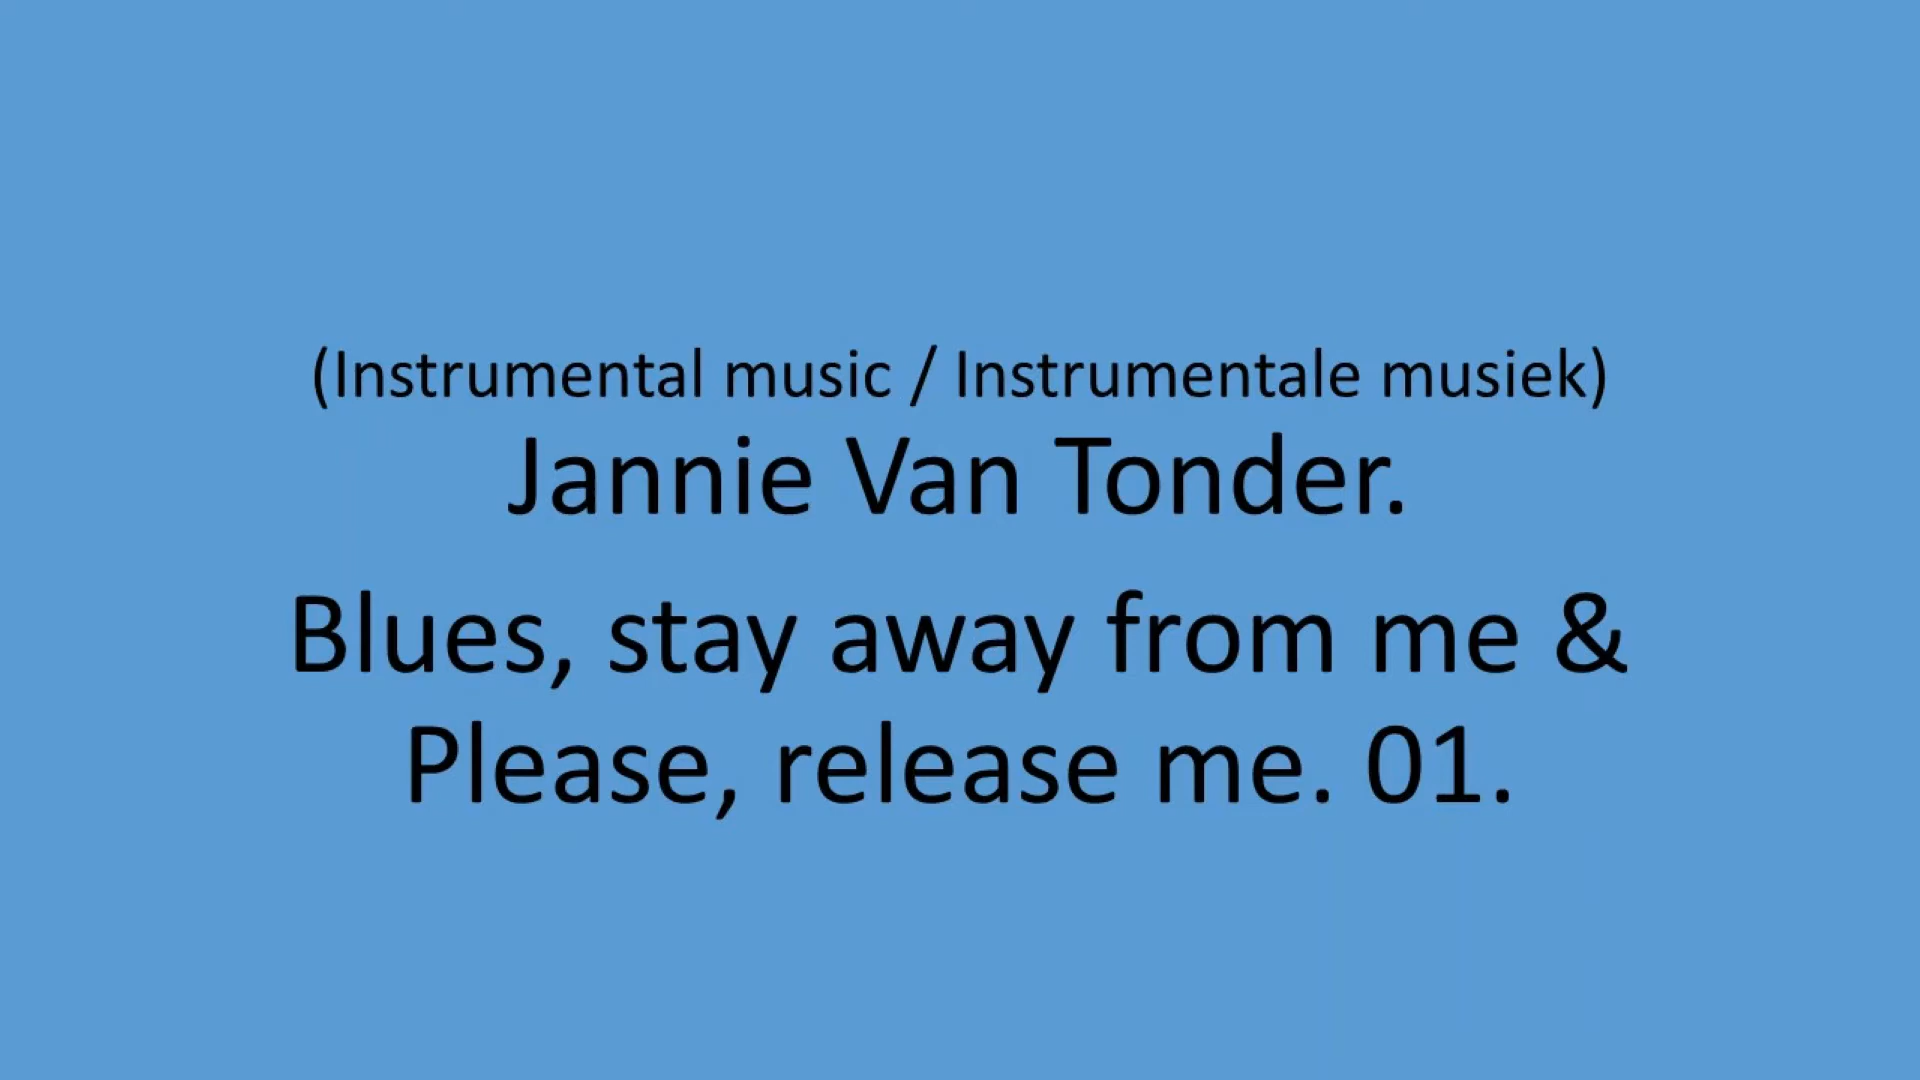 (Instrumental music / Instrumentale musiek)
Jannie Van Tonder.
Blues, stay away from me &
Please, release me. 01.